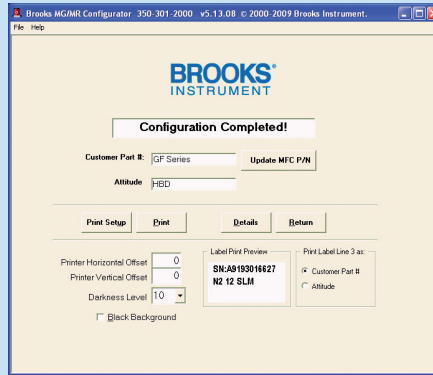 Brooks MG/MR Configurator 350-301-2000 v5.13.08 © 2000-2009 Brooks Instrument.
File Help
BROOKS®
INSTRUMENT
Configuration Completed!
Customer Part #: GF Series Update MFC P/N
Attitude HBD
Print Setup Print Details Return
Printer Horizontal Offset 0
Printer Vertical Offset 0
Darkness Level 10
Black Background
Label Print Preview
SN:A9193016627
N2 12 SLM
Print Label Line 3 as:
Customer Part #
Attitude